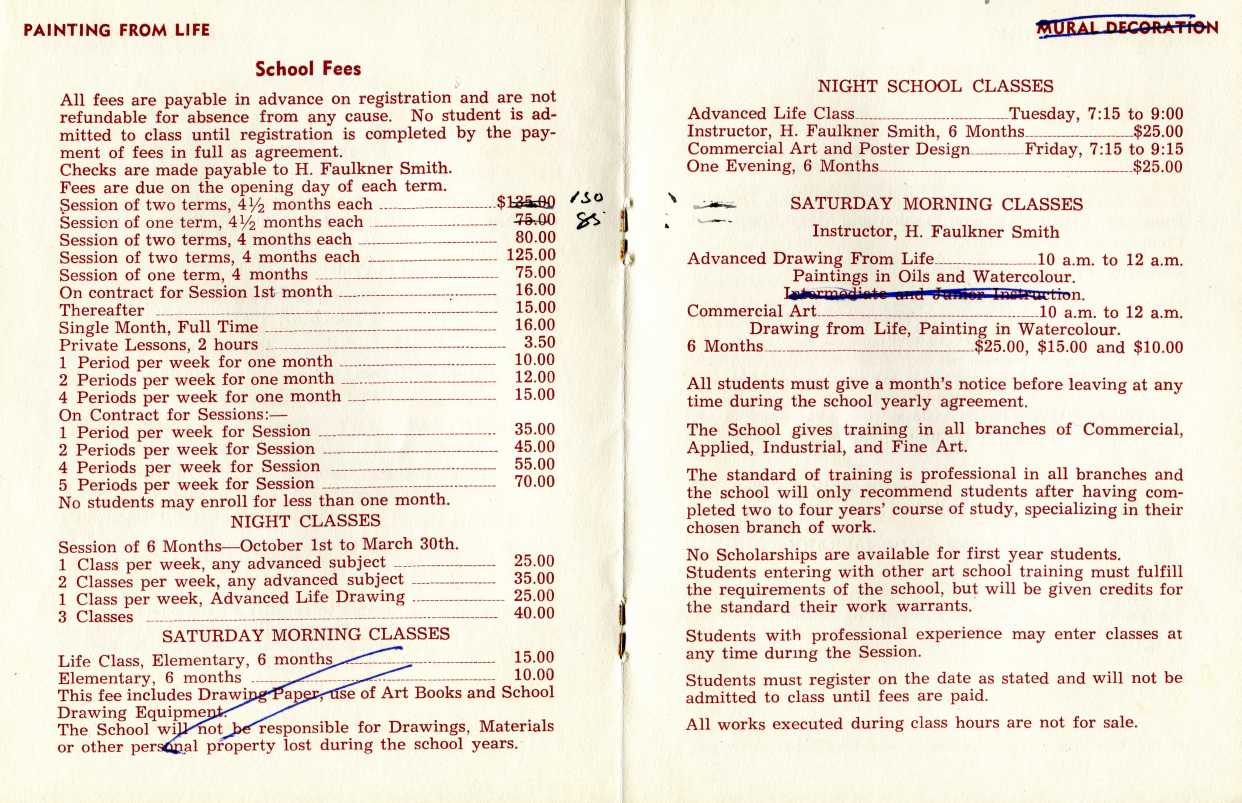 PAINTING FROM LIFE
School Fees
All fees are payable in advance on registration and are not
refundable for absence from any cause. No student is ad-
mitted to class until registration is completed by the pay-
ment of fees in full as agreement.
Checks are made payable to H. Faulkner Smith.
Fees are due on the opening day of each term.
Session of two terms, 4½ months each $135.00 130
Session of one term, 4½ months each 75.00 85
Session of two terms, 4 months each 80.00
Session of two terms, 4 months each 125.00
Session of one term, 4 months 75.00
On contract for Session 1st month 16.00
Thereafter 15.00
Single Month, Full Time 16.00
Private Lessons, 2 hours 3.50
1 Period per week for one month 10.00
2 Periods per week for one month 12.00
4 Periods per week for one month 15.00
On Contract for Sessions:—
1 Period per week for Session 35.00
2 Periods per week for Session 45.00
4 Periods per week for Session 55.00
5 Periods per week for Session 70.00
No students may enroll for less than one month.
NIGHT CLASSES
Session of 6 Months—October 1st to March 30th.
1 Class per week, any advanced subject 25.00
2 Classes per week, any advanced subject 35.00
1 Class per week, Advanced Life Drawing 25.00
3 Classes 40.00
SATURDAY MORNING CLASSES
Life Class, Elementary, 6 months 15.00
Elementary, 6 months 10.00
This fee includes Drawing Paper, use of Art Books and School
Drawing Equipment.
The School will not be responsible for Drawings, Materials
or other personal property lost during the school years.
MURAL DECORATION
NIGHT SCHOOL CLASSES
Advanced Life Class Tuesday, 7:15 to 9:00
Instructor, H. Faulkner Smith, 6 Months $25.00
Commercial Art and Poster Design Friday, 7:15 to 9:15
One Evening, 6 Months $25.00
SATURDAY MORNING CLASSES
Instructor, H. Faulkner Smith
Advanced Drawing From Life 10 a.m. to 12 a.m.
Paintings in Oils and Watercolour.
Intermediate and Junior Instruction.
Commercial Art 10 a.m. to 12 a.m.
Drawing from Life, Painting in Watercolour.
6 Months $25.00, $15.00 and $10.00
All students must give a month's notice before leaving at any
time during the school yearly agreement.
The School gives training in all branches of Commercial,
Applied, Industrial, and Fine Art.
The standard of training is professional in all branches and
the school will only recommend students after having com-
pleted two to four years' course of study, specializing in their
chosen branch of work.
No Scholarships are available for first year students.
Students entering with other art school training must fulfill
the requirements of the school, but will be given credits for
the standard their work warrants.
Students with professional experience may enter classes at
any time during the Session.
Students must register on the date as stated and will not be
admitted to class until fees are paid.
All works executed during class hours are not for sale.